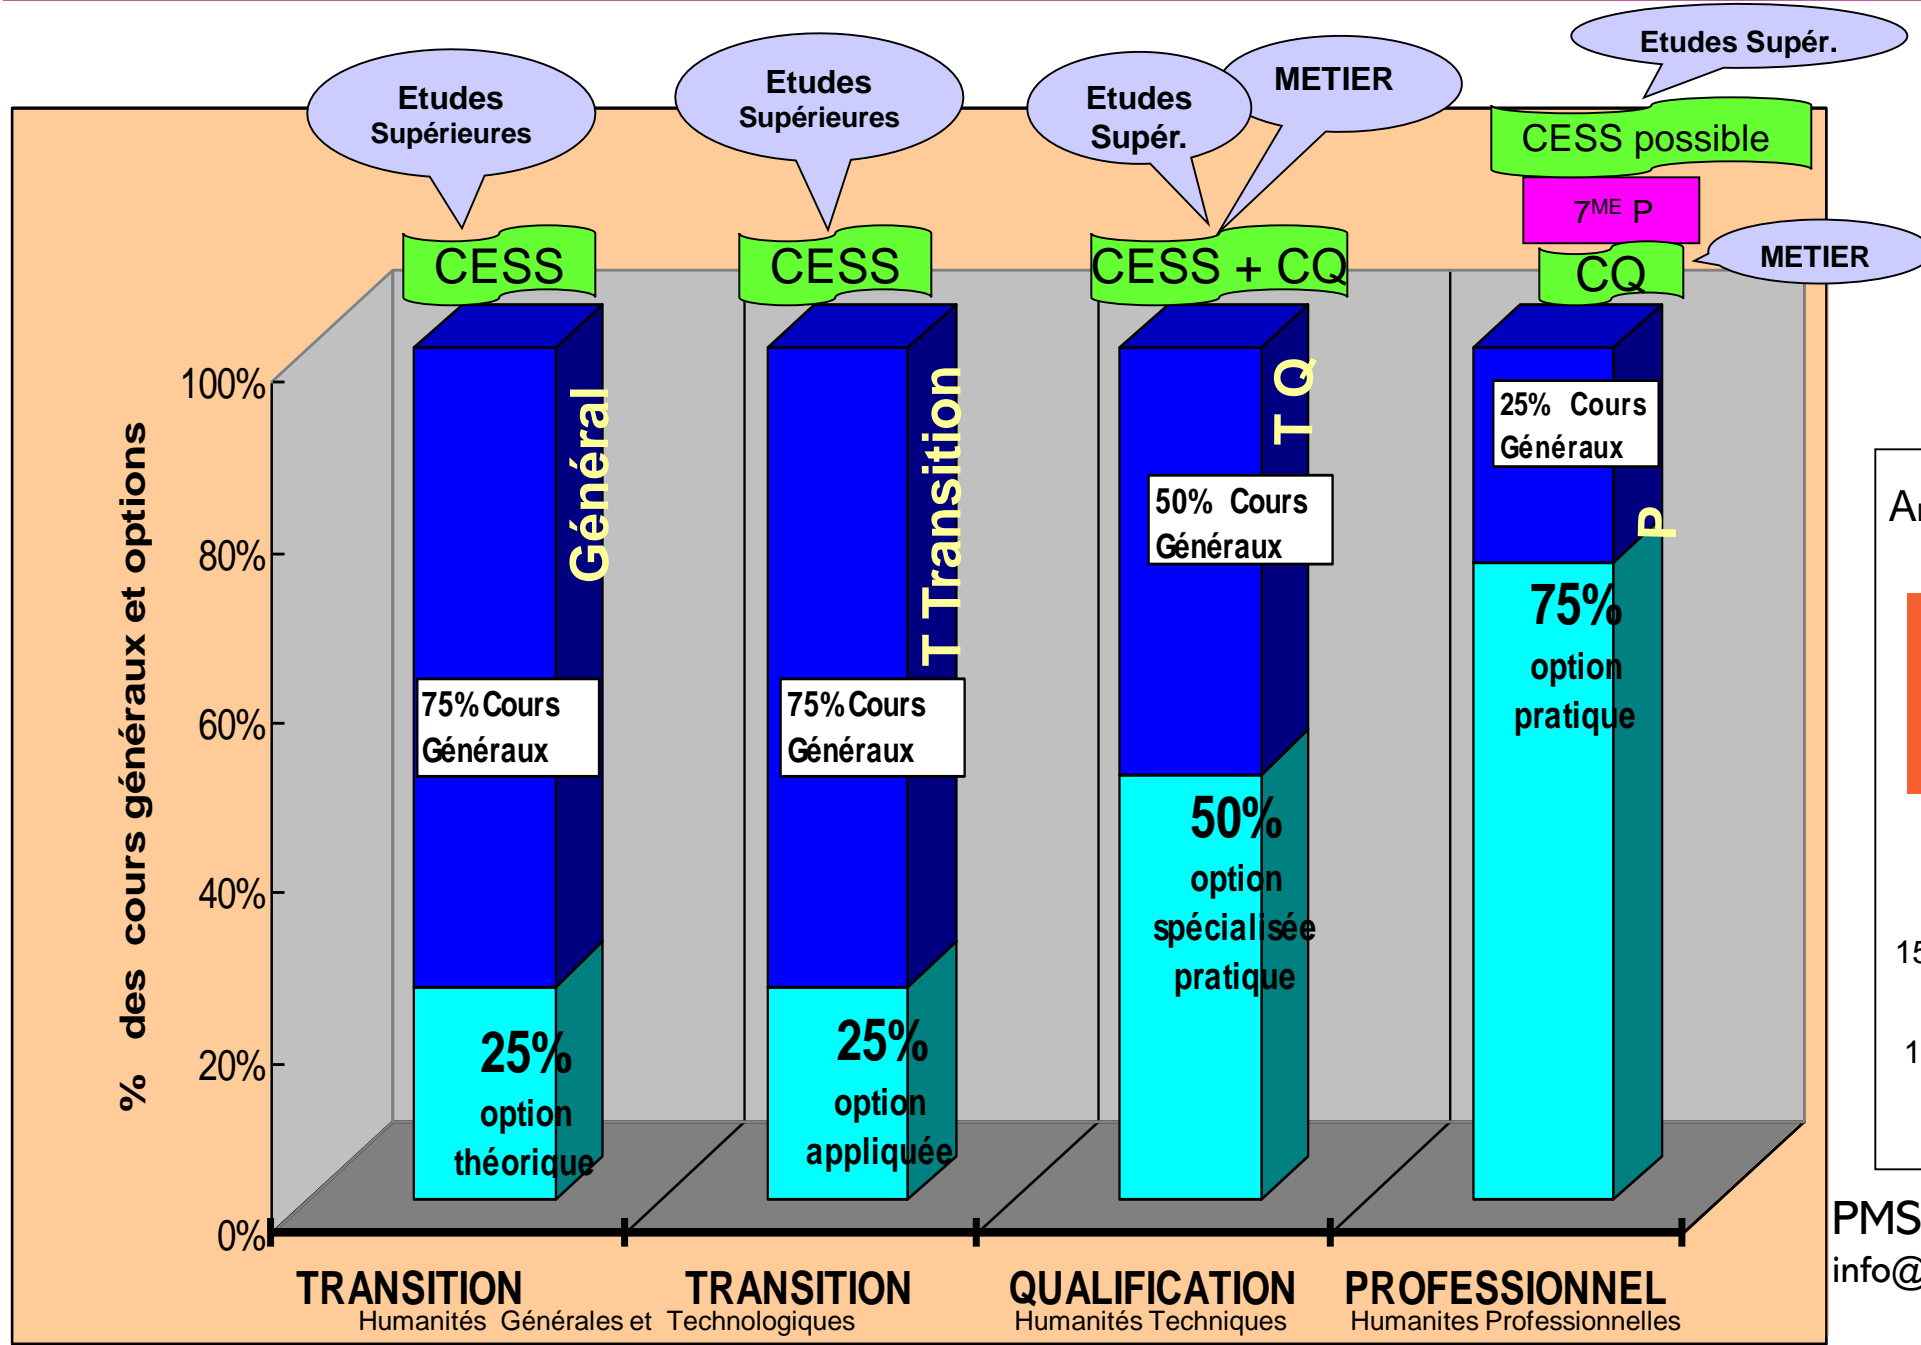 Etudes
Supérieures
Etudes
Supérieures
Etudes
Supér.
METIER
Etudes Supér.
CESS possible
7ME P
METIER
CESS
CESS
CESS + CQ
CQ
% des cours généraux et options
100%
80%
60%
40%
20%
0%
Général
75% Cours
Généraux
25%
option
théorique
T Transition
75% Cours
Généraux
25%
option
appliquée
T Q
50% Cours
Généraux
50%
option
spécialisée
pratique
25% Cours
Généraux
P
75%
option
pratique
TRANSITION
TRANSITION
QUALIFICATION
PROFESSIONNEL
Humanités Générales et Technologiques
Humanités Techniques
Humanites Professionnelles
PMS
info@